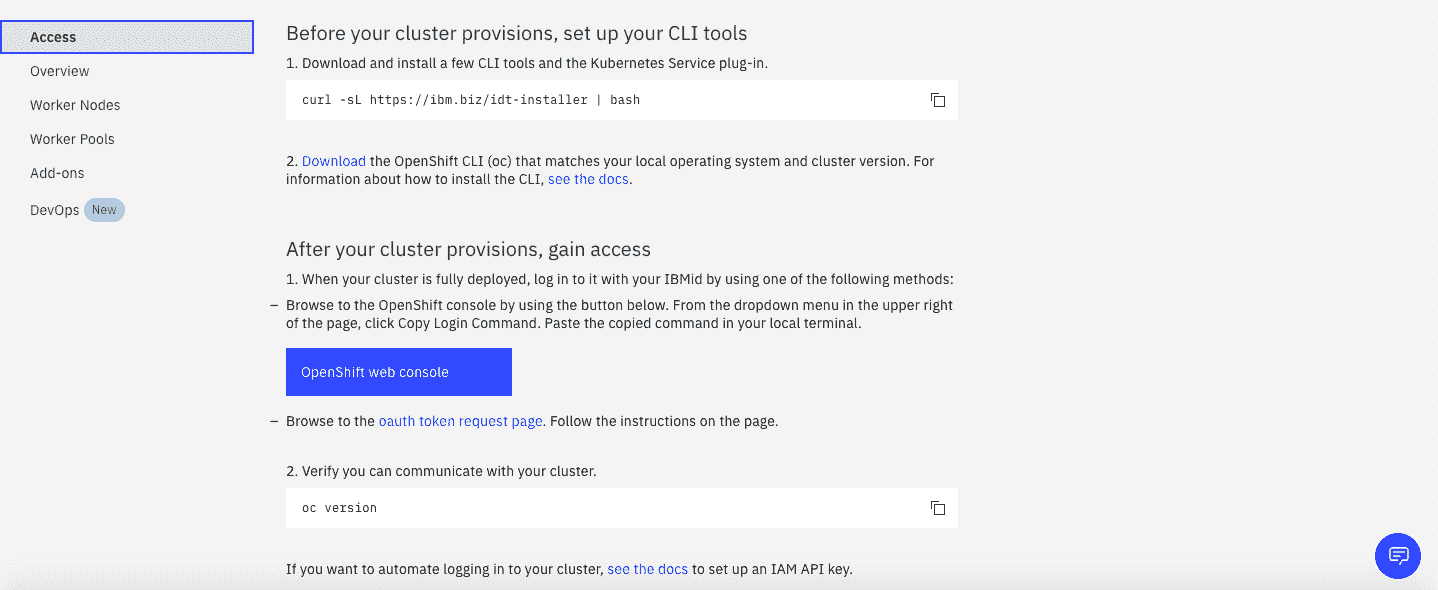 Access
Overview
Worker Nodes
Worker Pools
Add-ons
DevOps New
Before your cluster provisions, set up your CLI tools
1. Download and install a few CLI tools and the Kubernetes Service plug-in.
curl -sL https://ibm.biz/idt-installer | bash
2. Download the OpenShift CLI (oc) that matches your local operating system and cluster version. For
information about how to install the CLI, see the docs.
After your cluster provisions, gain access
1. When your cluster is fully deployed, log in to it with your IBMid by using one of the following methods:
– Browse to the OpenShift console by using the button below. From the dropdown menu in the upper right
of the page, click Copy Login Command. Paste the copied command in your local terminal.
OpenShift web console
– Browse to the oauth token request page. Follow the instructions on the page.
2. Verify you can communicate with your cluster.
oc version
If you want to automate logging in to your cluster, see the docs to set up an IAM API key.